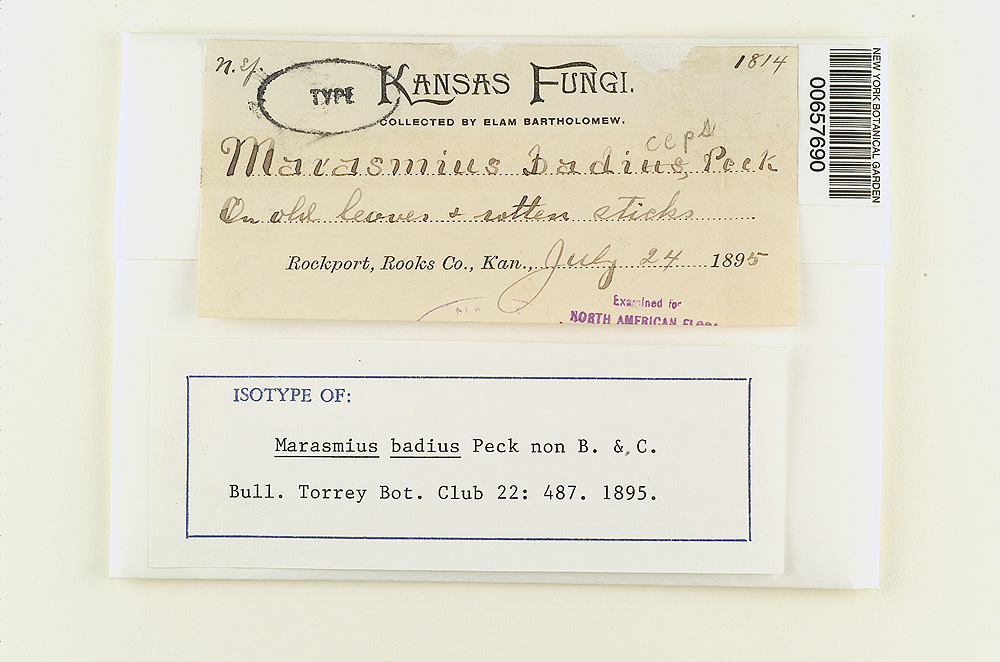 n. sp.
1814
TYPE
KANSAS FUNGI.
COLLECTED BY ELAM BARTHOLOMEW.
ceps
Marasmius badius, Peck
On old leaves & rotten sticks
Rockport, Rooks Co., Kan., July 24 1895
Examined for
NORTH AMERICAN FLORA
NEW YORK BOTANICAL GARDEN
00657690
ISOTYPE OF:
Marasmius badius Peck non B. & C.
Bull. Torrey Bot. Club 22: 487. 1895.